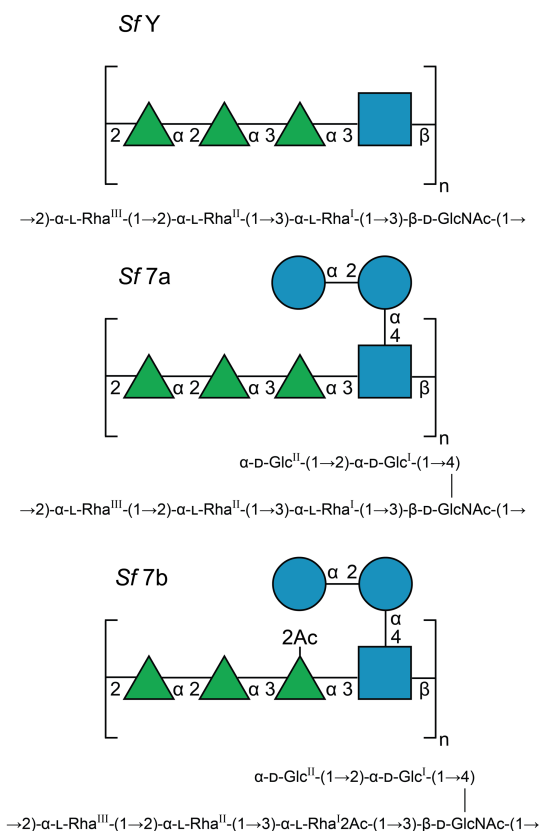 Sf Y
2 α 2 α 3 α 3 β
n
→2)-α-ʟ-Rhaᴵᴵᴵ-(1→2)-α-ʟ-Rhaᴵᴵ-(1→3)-α-ʟ-Rhaᴵ-(1→3)-β-ᴅ-GlcNAc-(1→
Sf 7a
α 2
α
4
2 α 2 α 3 α 3 β
n
α-ᴅ-Glcᴵᴵ-(1→2)-α-ᴅ-Glcᴵ-(1→4)
→2)-α-ʟ-Rhaᴵᴵᴵ-(1→2)-α-ʟ-Rhaᴵᴵ-(1→3)-α-ʟ-Rhaᴵ-(1→3)-β-ᴅ-GlcNAc-(1→
Sf 7b
α 2
α
2Ac 4
2 α 2 α 3 α 3 β
n
α-ᴅ-Glcᴵᴵ-(1→2)-α-ᴅ-Glcᴵ-(1→4)
→2)-α-ʟ-Rhaᴵᴵᴵ-(1→2)-α-ʟ-Rhaᴵᴵ-(1→3)-α-ʟ-Rhaᴵ2Ac-(1→3)-β-ᴅ-GlcNAc-(1→